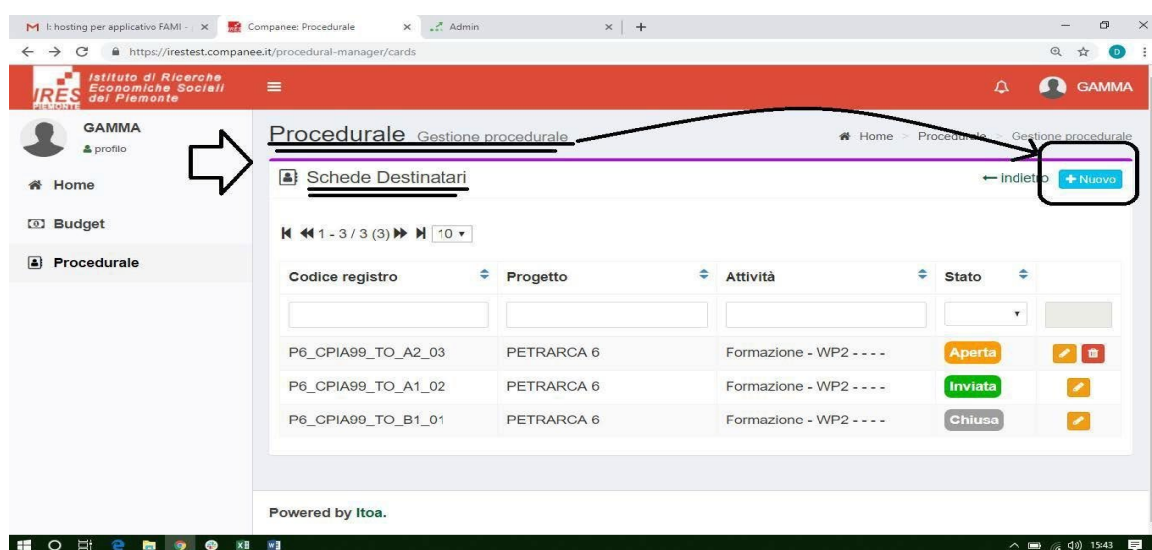 I: hosting per applicativo FAMI -
Companee: Procedurale
Admin
https://irestest.companee.it/procedural-manager/cards
D
IRES
PIEMONTE
Istituto di Ricerche
Economiche Sociali
del Piemonte
GAMMA
GAMMA
profilo
Home
Budget
Procedurale
Procedurale Gestione procedurale
Home > Procedurale > Gestione procedurale
Schede Destinatari
indietro
+ Nuovo
1 - 3 / 3 (3) 10
Codice registro Progetto Attività Stato
P6_CPIA99_TO_A2_03 PETRARCA 6 Formazione - WP2 - - - - Aperta
P6_CPIA99_TO_A1_02 PETRARCA 6 Formazione - WP2 - - - - Inviata
P6_CPIA99_TO_B1_01 PETRARCA 6 Formazione - WP2 - - - - Chiusa
Powered by Itoa.
15:43